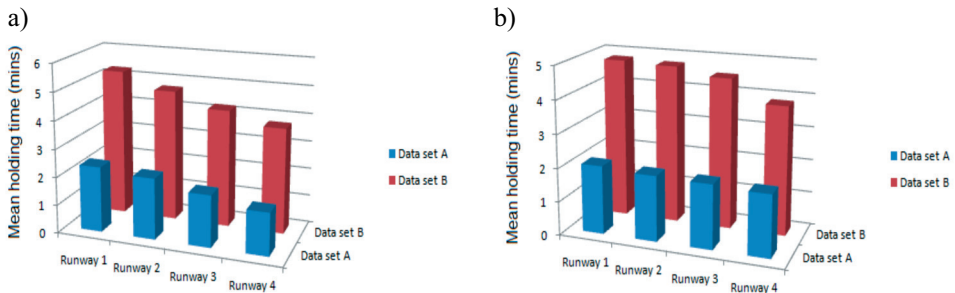 a)
Mean holding time (mins)
6
5
4
3
2
1
0
Runway 1
Runway 2
Runway 3
Runway 4
Data set B
Data set A
Data set A
Data set B
b)
Mean holding time (mins)
5
4
3
2
1
0
Runway 1
Runway 2
Runway 3
Runway 4
Data set B
Data set A
Data set A
Data set B